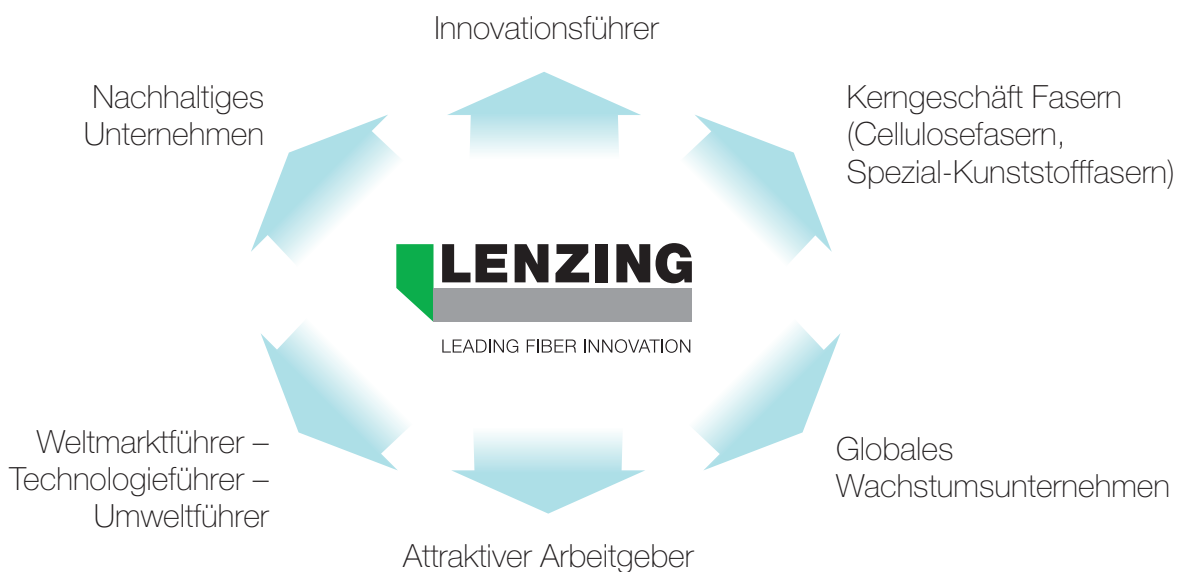 Innovationsführer
Nachhaltiges
Unternehmen
Kerngeschäft Fasern
(Cellulosefasern,
Spezial-Kunststofffasern)
LENZING
LEADING FIBER INNOVATION
Weltmarktführer –
Technologieführer –
Umweltführer
Globales
Wachstumsunternehmen
Attraktiver Arbeitgeber